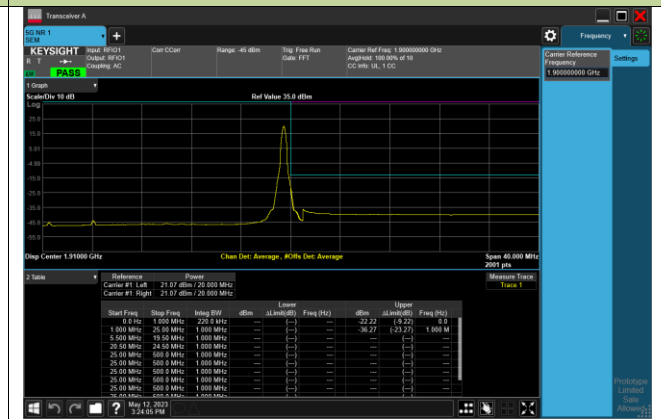 Transceiver A
5G NR 1
SEM
+
Frequency
KEYSIGHT
R T
PASS
Input: RFIO1
Output: RFIO1
Coupling: AC
Corr CCorr
Range: -45 dBm
Trig: Free Run
Gate: FFT
Carrier Ref Freq: 1.900000000 GHz
Avg|Hold: 100.00% of 10
CC Info: UL, 1 CC
Carrier Reference
Frequency
1.900000000 GHz
Settings
1 Graph
Scale/Div 10 dB
Ref Value 35.0 dBm
Log
25.0
15.0
5.01
-4.99
-15.0
-25.0
-35.0
-45.0
-55.0
Disp Center 1.91000 GHz
Chan Det: Average, #Offs Det: Average
Span 40.000 MHz
2001 pts
2 Table
Reference Power
Carrier #1: Left 21.07 dBm / 20.000 MHz
Carrier #1: Right 21.07 dBm / 20.000 MHz
Measure Trace
Trace 1
Lower Upper
Start Freq Stop Freq Integ BW dBm ΔLimit(dB) Freq (Hz) dBm ΔLimit(dB) Freq (Hz)
0.0 Hz 1.000 MHz 220.0 kHz --- (---) --- -22.22 (-9.22) 0.0
1.000 MHz 25.00 MHz 1.000 MHz --- (---) --- -36.27 (-23.27) 1.000 M
5.500 MHz 19.50 MHz 1.000 MHz --- (---) --- --- (---) ---
20.50 MHz 24.50 MHz 1.000 MHz --- (---) --- --- (---) ---
25.00 MHz 500.0 MHz 1.000 MHz --- (---) --- --- (---) ---
25.00 MHz 500.0 MHz 1.000 MHz --- (---) --- --- (---) ---
25.00 MHz 500.0 MHz 1.000 MHz --- (---) --- --- (---) ---
25.00 MHz 500.0 MHz 1.000 MHz --- (---) --- --- (---) ---
25.00 MHz 500.0 MHz 1.000 MHz --- (---) --- --- (---) ---
Prototype
Limited
Sale
Allowed
?
May 12, 2023
3:24:05 PM